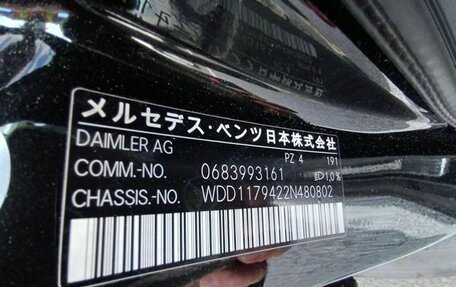 メルセデス・ベンツ日本株式会社
DAIMLER AG PZ 4 191
COMM.-NO. 0683993161
CHASSIS.-NO. WDD1179422N480802